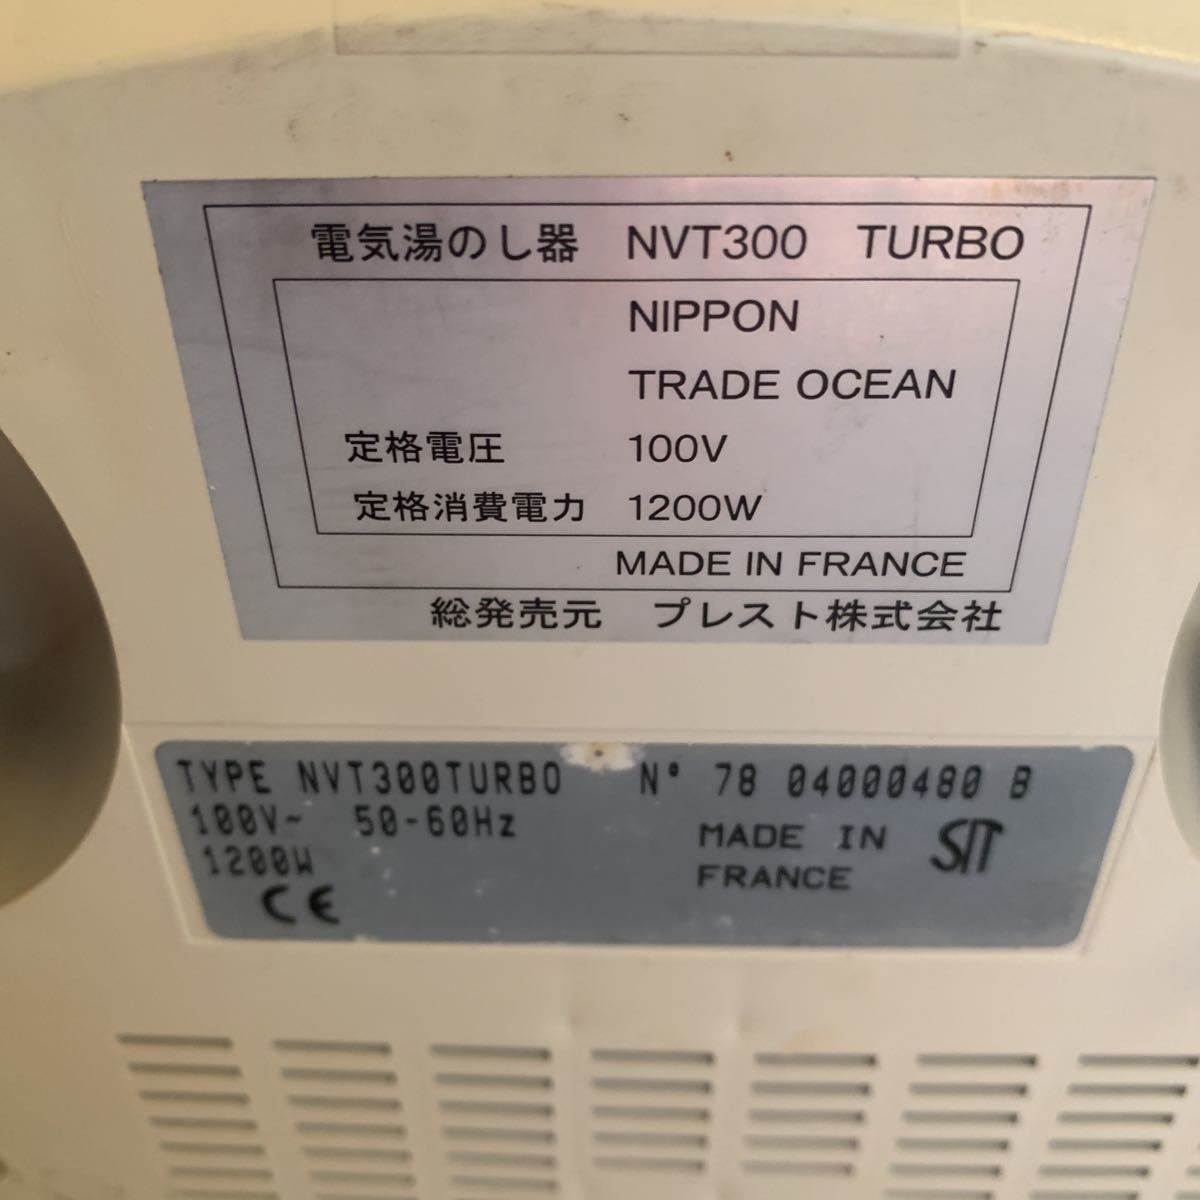 電気湯のし器 NVT300 TURBO
NIPPON
TRADE OCEAN
定格電圧 100V
定格消費電力 1200W
MADE IN FRANCE
総発売元 プレスト株式会社
TYPE NVT300TURBO N° 78 04000480 B
100V~ 50-60Hz
1200W
MADE IN
FRANCE
SIT
CE